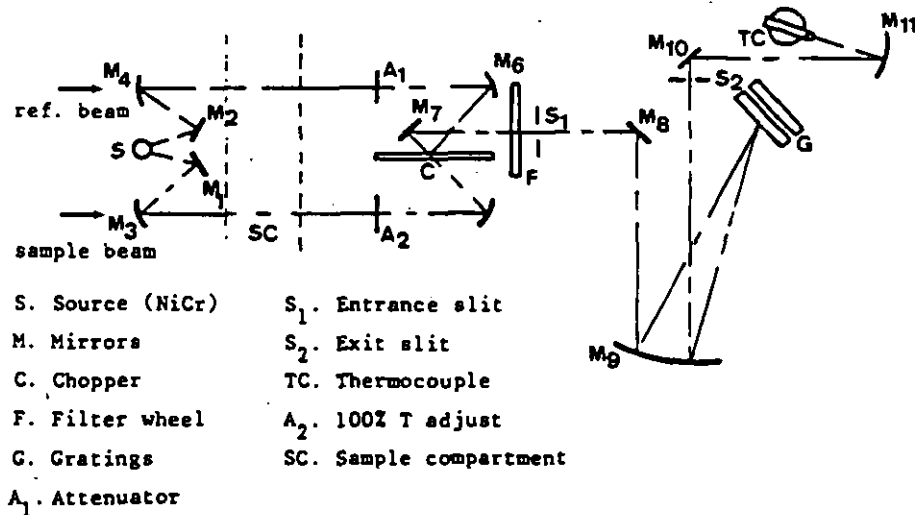 TC
M11
M10
M4
A1
M6
S2
ref. beam
M2
M7
S1
M8
S
G
M1
C
F
M3
SC
A2
sample beam
M9
S. Source (NiCr)
S1. Entrance slit
M. Mirrors
S2. Exit slit
C. Chopper
TC. Thermocouple
F. Filter wheel
A2. 100% T adjust
G. Gratings
SC. Sample compartment
A1. Attenuator